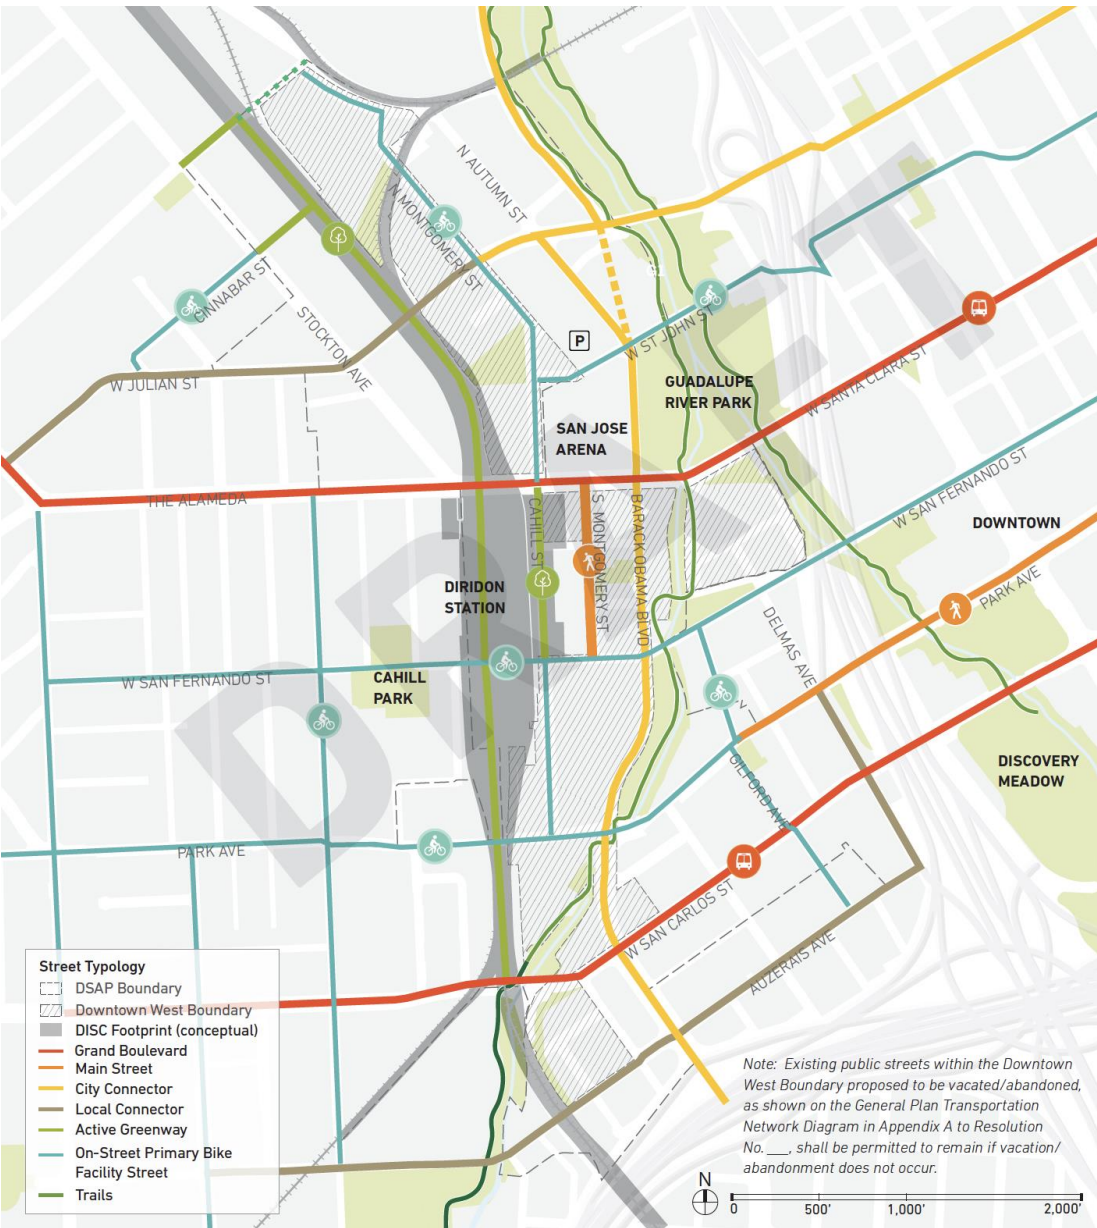 N AUTUMN ST
N MONTGOMERY ST
CINNABAR ST
STOCKTON AVE
W JULIAN ST
P
W ST JOHN ST
GUADALUPE
RIVER PARK
W SANTA CLARA ST
SAN JOSE
ARENA
THE ALAMEDA
CAHILL ST
S MONTGOMERY ST
BARACK OBAMA BLVD
W SAN FERNANDO ST
DOWNTOWN
DIRIDON
STATION
PARK AVE
DELMAS AVE
W SAN FERNANDO ST
CAHILL
PARK
DISCOVERY
MEADOW
GILFORD AVE
PARK AVE
W SAN CARLOS ST
AUZERAIS AVE
DRAFT
Street Typology
DSAP Boundary
Downtown West Boundary
DISC Footprint (conceptual)
Grand Boulevard
Main Street
City Connector
Local Connector
Active Greenway
On-Street Primary Bike
Facility Street
Trails
Note: Existing public streets within the Downtown
West Boundary proposed to be vacated/abandoned,
as shown on the General Plan Transportation
Network Diagram in Appendix A to Resolution
No. ___, shall be permitted to remain if vacation/
abandonment does not occur.
N
0 500' 1,000' 2,000'